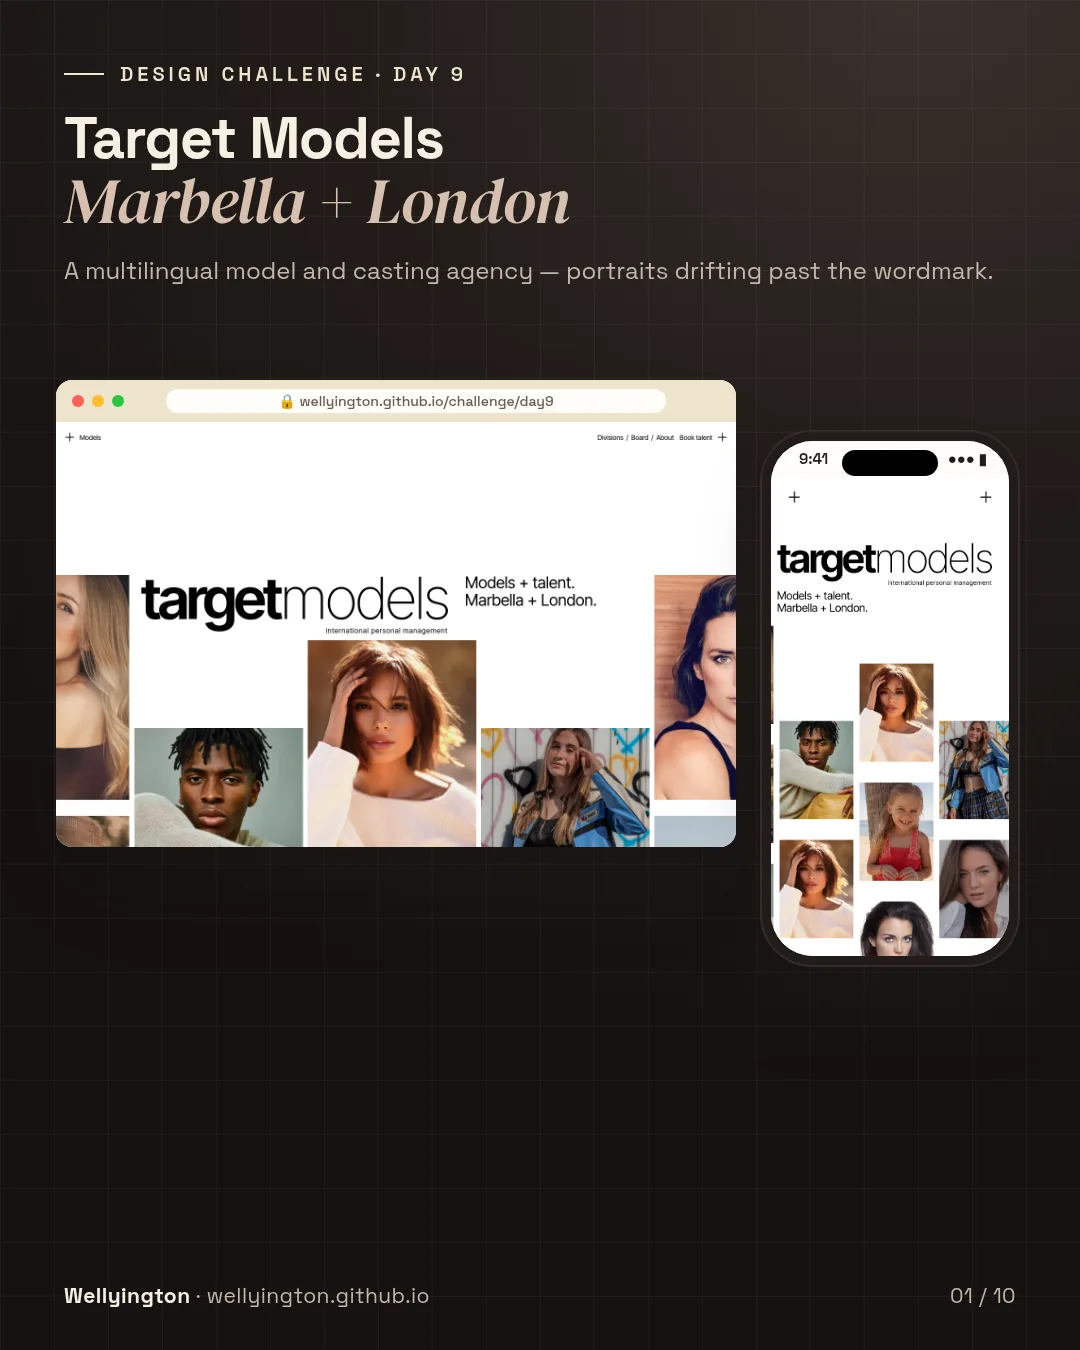 DESIGN CHALLENGE · DAY 9
Target Models
Marbella + London
A multilingual model and casting agency — portraits drifting past the wordmark.
wellyington.github.io/challenge/day9
+ Models
Divisions / Board / About Book talent +
targetmodels
international personal management
Models + talent.
Marbella + London.
9:41
+ +
targetmodels
international personal management
Models + talent.
Marbella + London.
Wellyington · wellyington.github.io
01 / 10